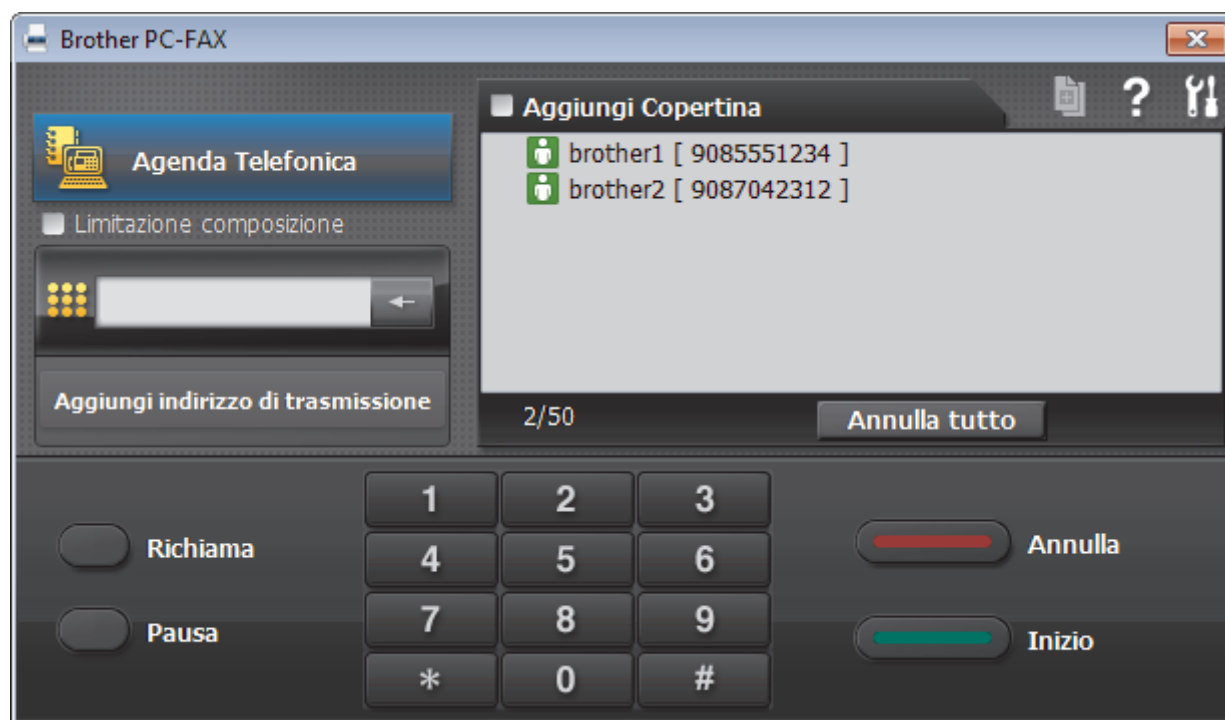 Brother PC-FAX
Agenda Telefonica
Limitazione composizione
Aggiungi indirizzo di trasmissione
Aggiungi Copertina
?
brother1 [ 9085551234 ]
brother2 [ 9087042312 ]
2/50
Annulla tutto
Richiama
Pausa
1 2 3
4 5 6
7 8 9
* 0 #
Annulla
Inizio